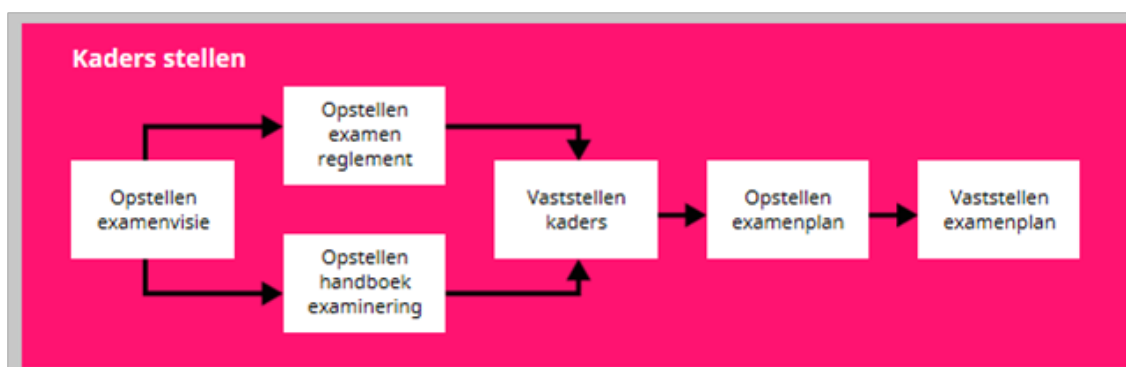 Kaders stellen
Opstellen
examenvisie
Opstellen
examen
reglement
Opstellen
handboek
examinering
Vaststellen
kaders
Opstellen
examenplan
Vaststellen
examenplan